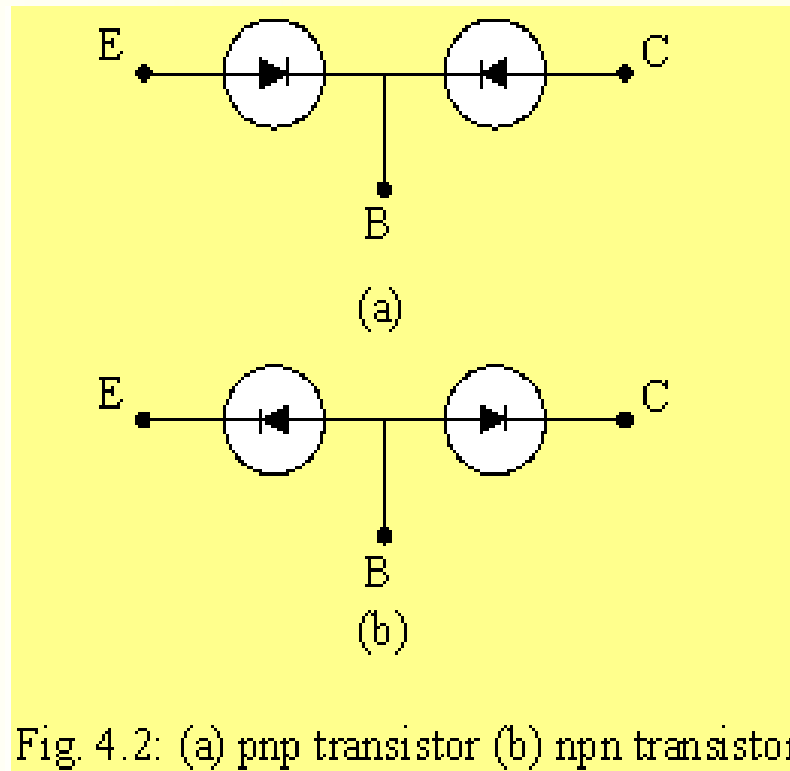 E C
B
(a)
E C
B
(b)
Fig. 4.2: (a) pnp transistor (b) npn transistor